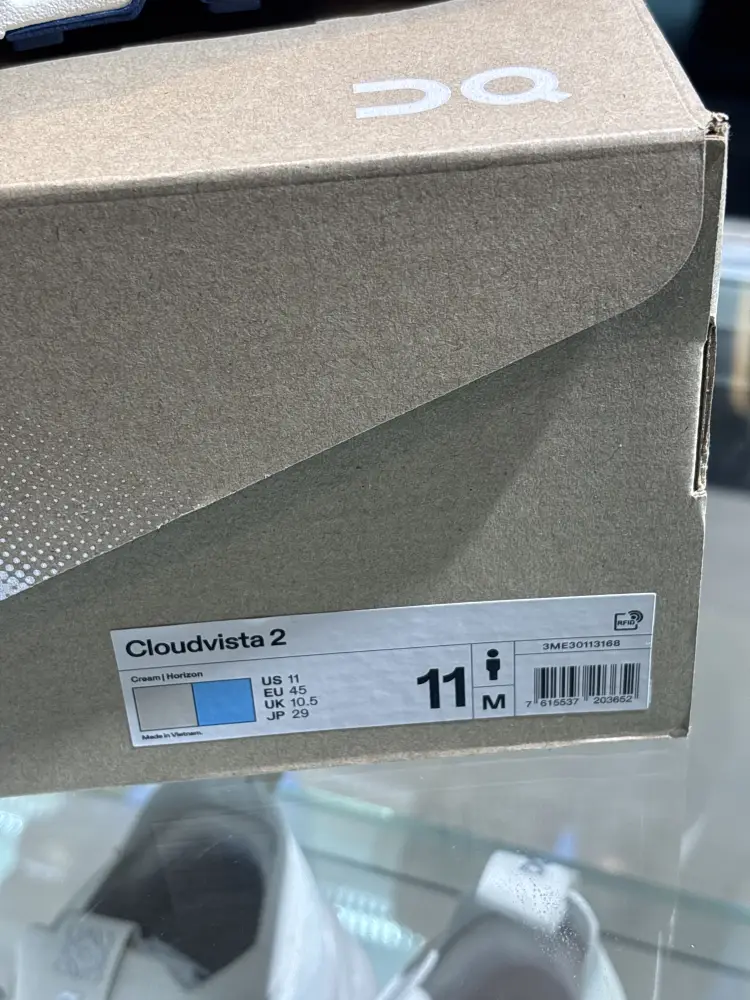 ON
Cloudvista 2
RFID
Cream | Horizon
US 11
EU 45
UK 10.5
JP 29
11
M
3ME30113168
7 615537 203652
Made in Vietnam.